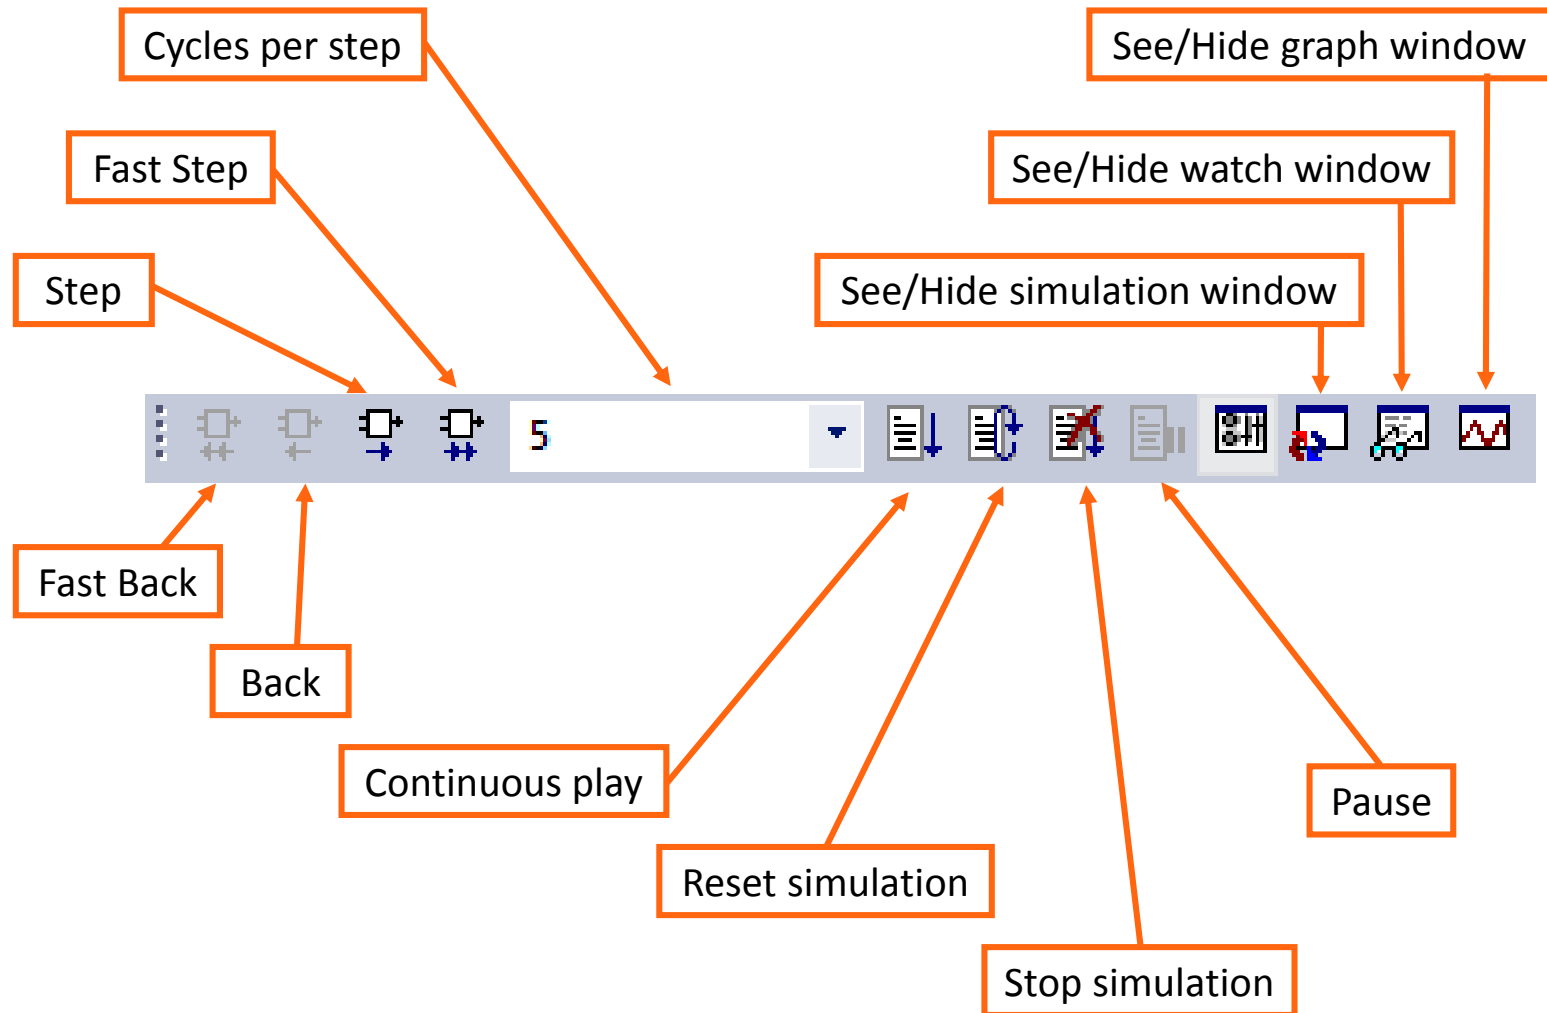 Cycles per step
See/Hide graph window
Fast Step
See/Hide watch window
Step
See/Hide simulation window
5
Fast Back
Back
Continuous play
Pause
Reset simulation
Stop simulation